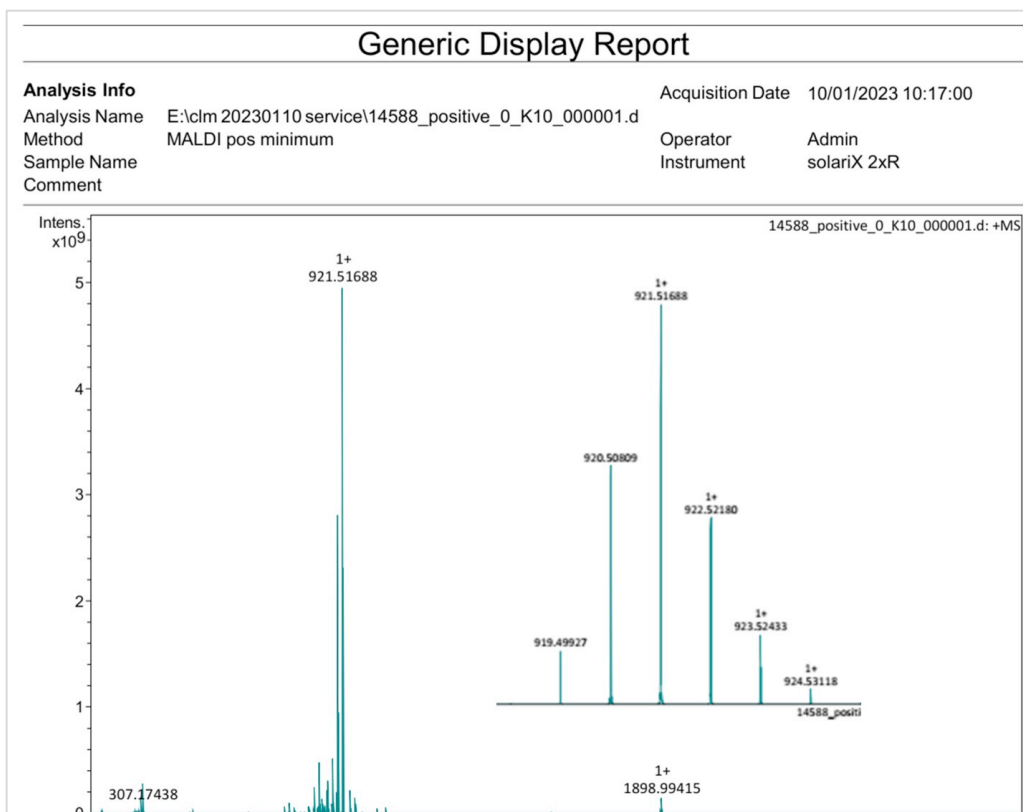 Generic Display Report
Analysis Info
Acquisition Date 10/01/2023 10:17:00
Analysis Name E:\clm 20230110 service\14588_positive_0_K10_000001.d
Method MALDI pos minimum
Operator Admin
Sample Name
Instrument solariX 2xR
Comment
Intens.
x10^9
14588_positive_0_K10_000001.d: +MS
1+
921.51688
5
1+
921.51688
4
920.50809
3
1+
922.52180
2
1+
923.52433
919.49927
1+
924.53118
1
14588_positi
1+
1898.99415
307.17438
0